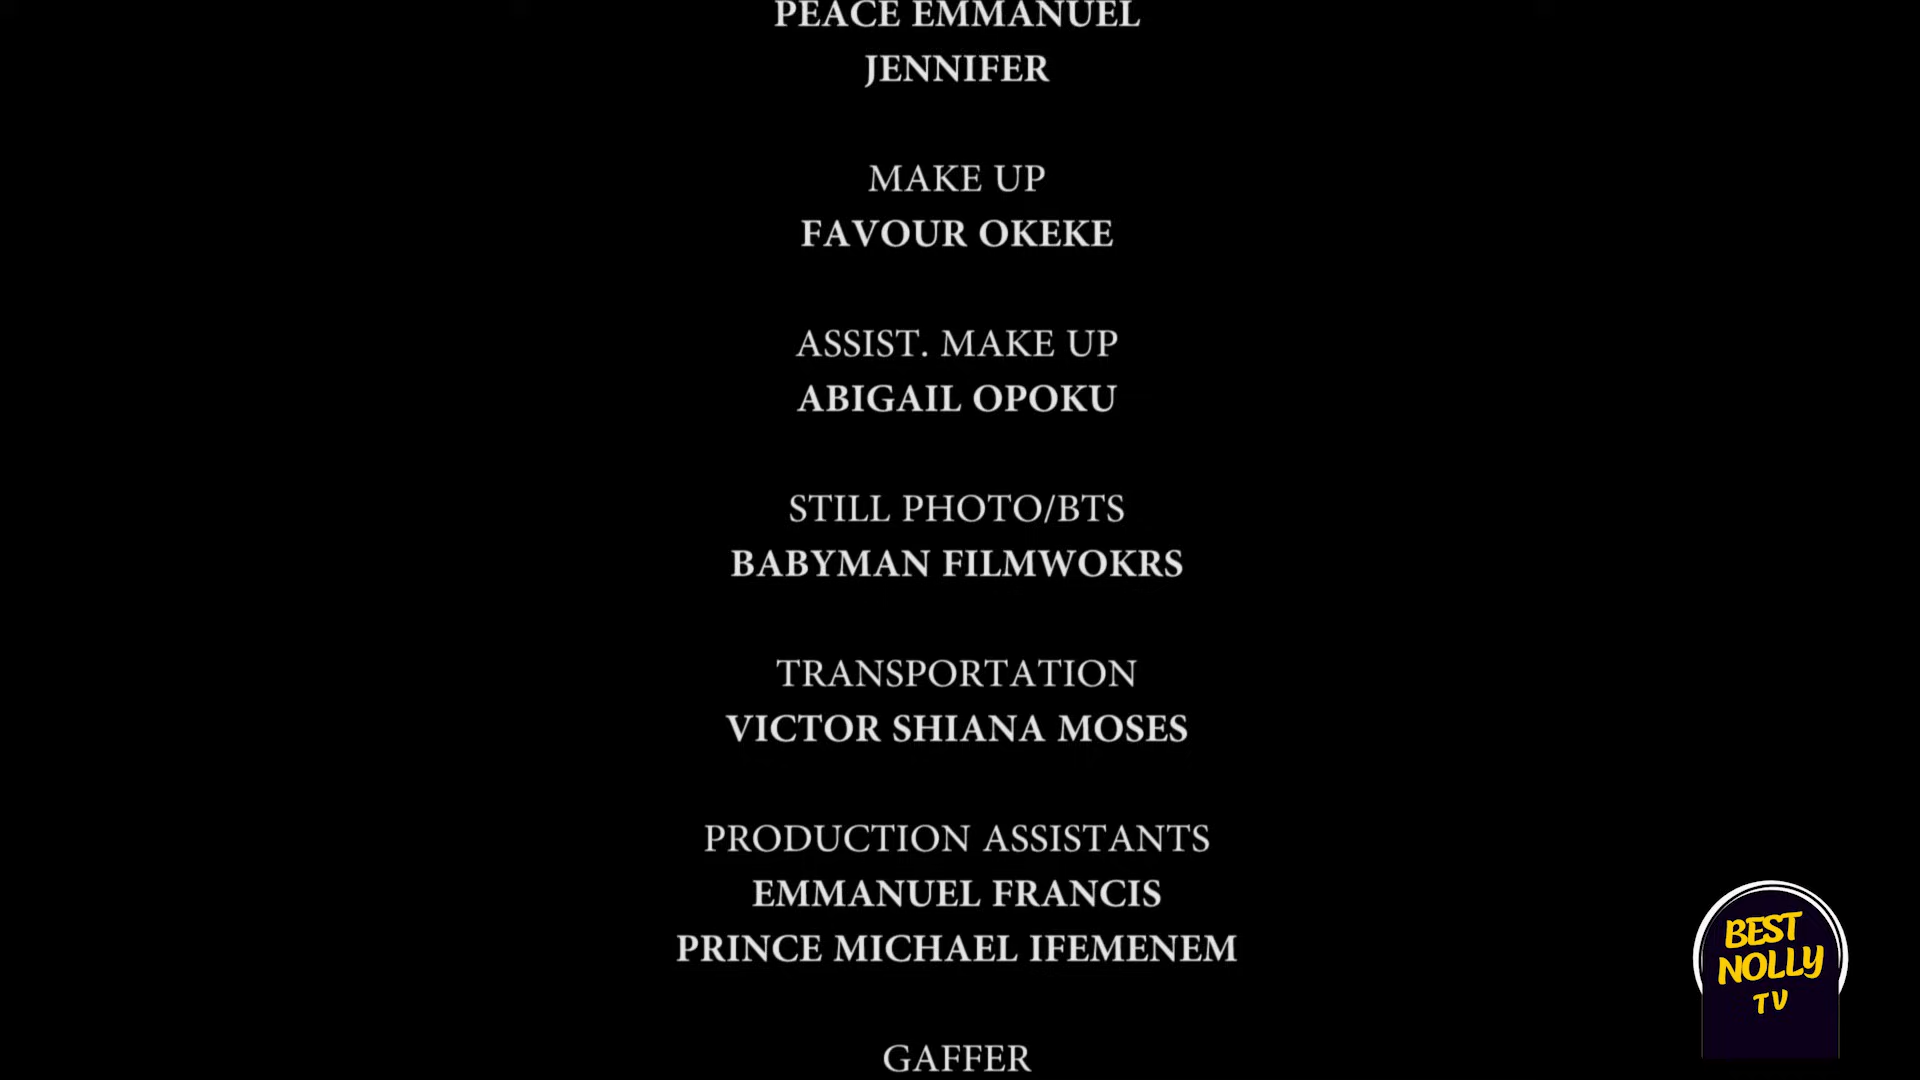 PEACE EMMANUEL
JENNIFER
MAKE UP
FAVOUR OKEKE
ASSIST. MAKE UP
ABIGAIL OPOKU
STILL PHOTO/BTS
BABYMAN FILMWOKRS
TRANSPORTATION
VICTOR SHIANA MOSES
PRODUCTION ASSISTANTS
EMMANUEL FRANCIS
PRINCE MICHAEL IFEMENEM
GAFFER
BEST
NOLLY
TV